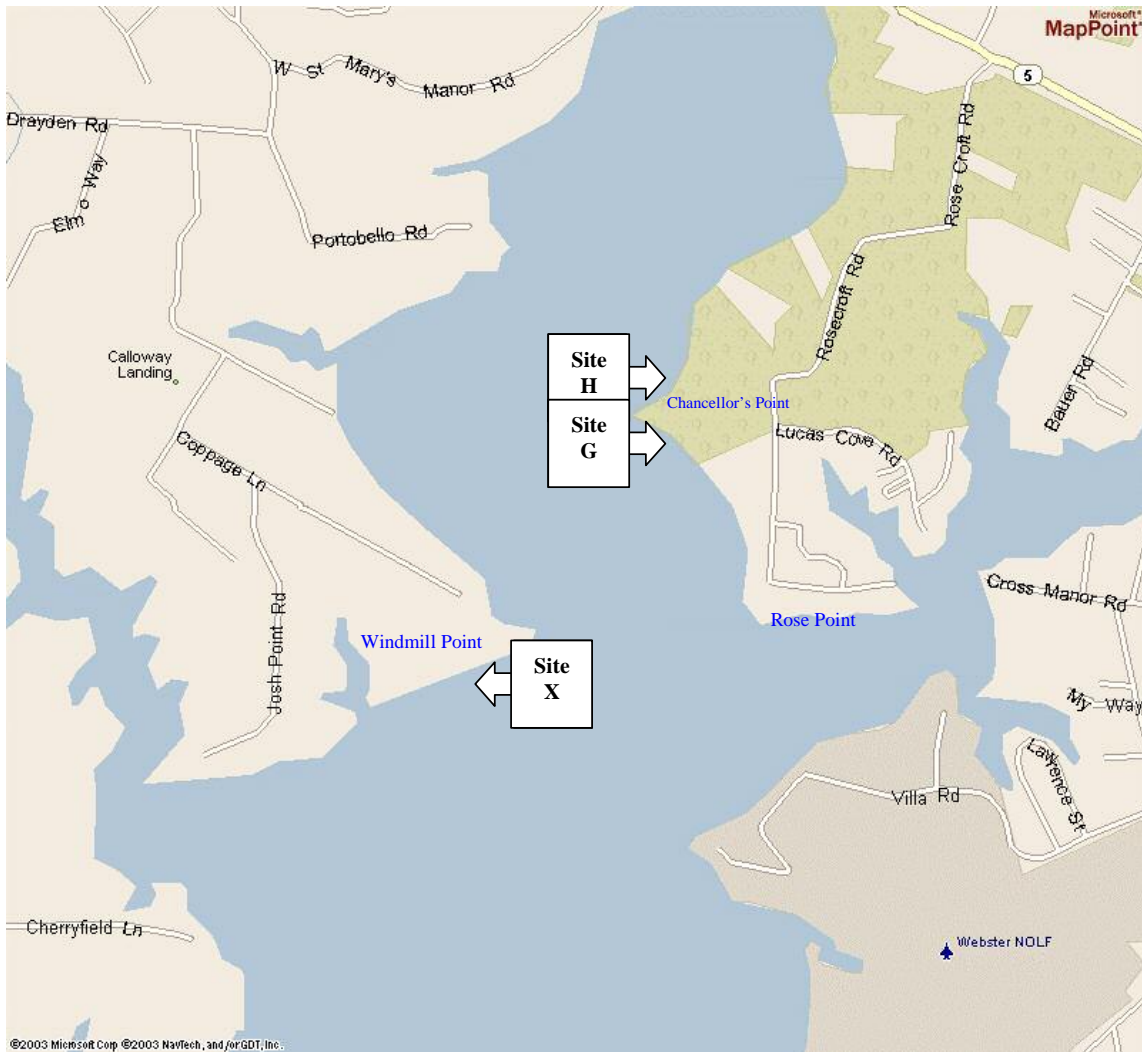 Microsoft®
MapPoint®
W St Mary's Manor Rd
5
Drayden Rd
Rose Croft Rd
Elmo Way
Portobello Rd
Rosecroft Rd
Site
H
Calloway
Landing
Bauer Rd
Chancellor's Point
Site
G
Lucas Cove Rd
Coppage Ln
Cross Manor Rd
Josh Point Rd
Rose Point
Windmill Point
Site
X
My Way
Lawrence St
Villa Rd
Cherryfield Ln
Webster NOLF
©2003 Microsoft Corp ©2003 NavTech, and/or GDT, Inc.